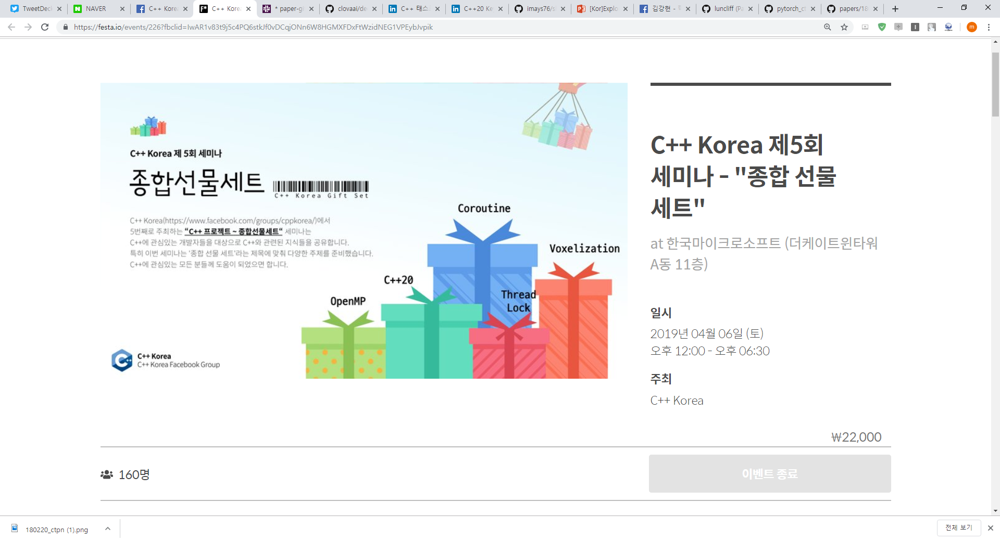 TweetDec
NAVER
C++ Kore
C++ Kore
* paper-gi
clovaai/de
C++ 태스
C++20 Ke
imays76/s
[Kor]Explo
김강현 -
luncliff (Pa
pytorch_ct
papers/18
https://festa.io/events/226?fbclid=IwAR1v83t9j5c4PQ6stkJf0vDCqjONn6W8HGMXFDxFtWzidNEG1VPEybJvpik
C++ Korea 제 5회 세미나
종합선물세트
C++ Korea Gift Set
C++ Korea(https://www.facebook.com/groups/cppkorea/)에서
5번째로 주최하는 “C++ 프로젝트 ~ 종합선물세트“ 세미나는
C++에 관심있는 개발자들을 대상으로 C++와 관련된 지식들을 공유합니다.
특히 이번 세미나는 '종합 선물 세트'라는 제목에 맞춰 다양한 주제를 준비했습니다.
C++에 관심있는 모든 분들께 도움이 되었으면 합니다.
Coroutine
Voxelization
C++20
Thread
Lock
OpenMP
C++ Korea
C++ Korea Facebook Group
C++ Korea 제5회
세미나 - "종합 선물
세트"
at 한국마이크로소프트 (더케이트윈타워
A동 11층)
일시
2019년 04월 06일 (토)
오후 12:00 - 오후 06:30
주최
C++ Korea
₩22,000
160명
이벤트 종료
180220_ctpn (1).png
전체 보기